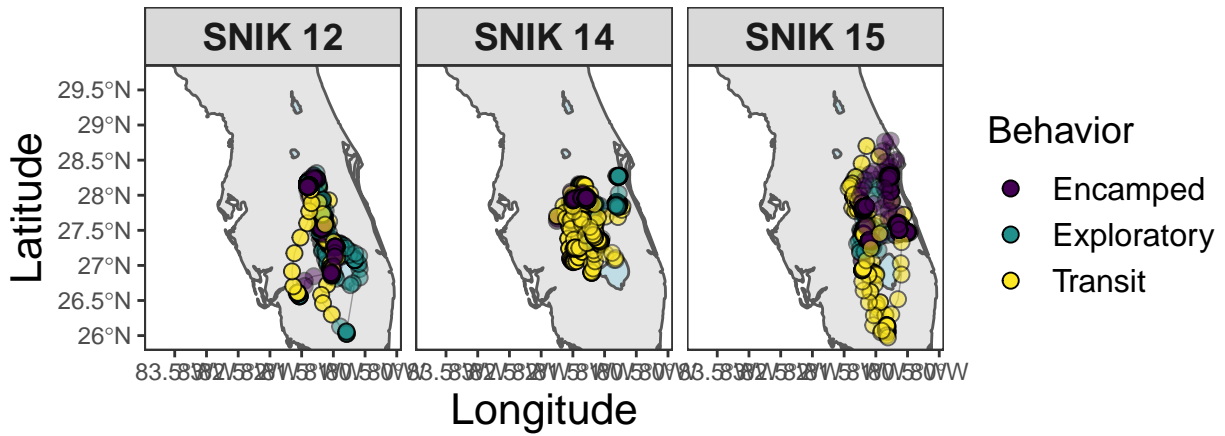 SNIK 12 SNIK 14 SNIK 15
29.5°N
29°N
28.5°N
28°N
27.5°N
27°N
26.5°N
26°N
Latitude
Longitude
Behavior
Encamped
Exploratory
Transit